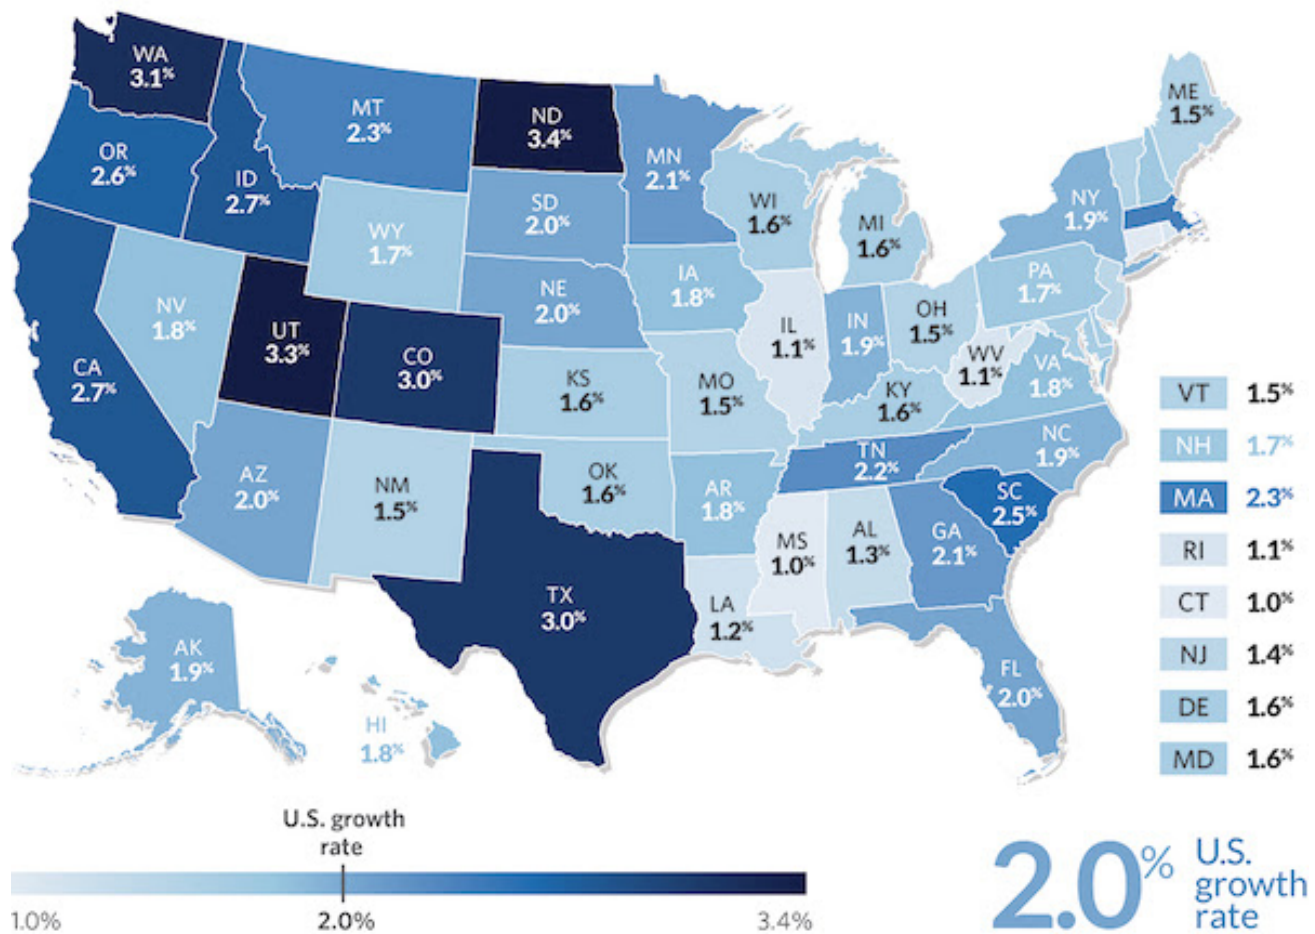 WA
3.1%
MT
2.3%
ND
3.4%
ME
1.5%
OR
2.6%
ID
2.7%
MN
2.1%
SD
2.0%
WI
1.6%
MI
1.6%
NY
1.9%
WY
1.7%
NV
1.8%
UT
3.3%
CO
3.0%
NE
2.0%
IA
1.8%
IL
1.1%
IN
1.9%
OH
1.5%
PA
1.7%
WV
1.1%
VA
1.8%
CA
2.7%
KS
1.6%
MO
1.5%
KY
1.6%
AZ
2.0%
NM
1.5%
OK
1.6%
AR
1.8%
TN
2.2%
NC
1.9%
SC
2.5%
TX
3.0%
LA
1.2%
MS
1.0%
AL
1.3%
GA
2.1%
FL
2.0%
AK
1.9%
HI
1.8%
VT 1.5%
NH 1.7%
MA 2.3%
RI 1.1%
CT 1.0%
NJ 1.4%
DE 1.6%
MD 1.6%
U.S. growth
rate
1.0% 2.0% 3.4%
2.0% U.S.
growth
rate